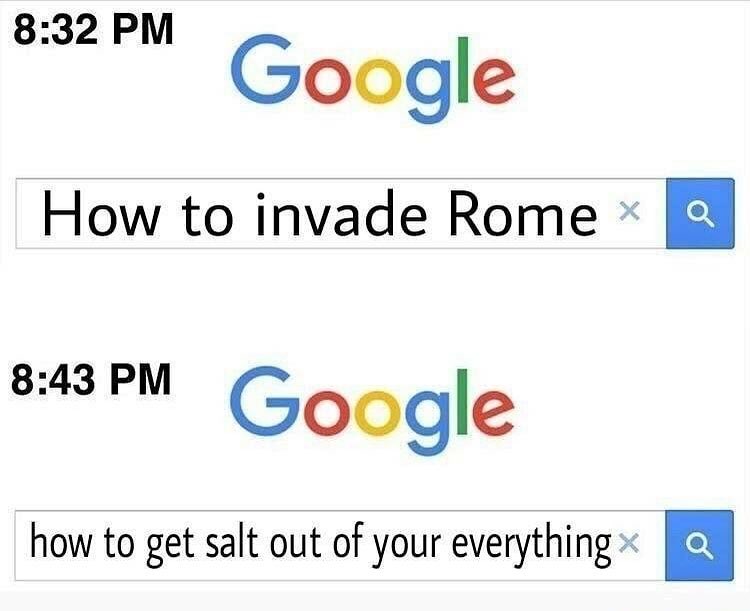 8:32 PM
Google
How to invade Rome ×
8:43 PM
Google
how to get salt out of your everything ×